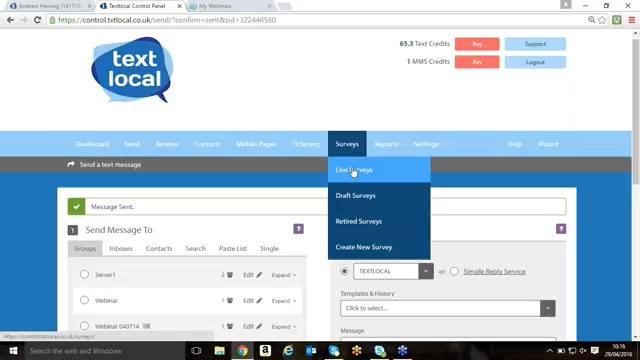 Andrew Heming (141719
Textlocal Control Panel
My Webinars
https://control.txtlocal.co.uk/send/?confirm=sent&sid=322446560
65.3 Text Credits
Buy
Support
1 MMS Credits
Buy
Logout
text
local
Dashboard
Send
Receive
Contacts
Mobile Pages
Ticketing
Surveys
Reports
Settings
Help
Wizard
Send a text message
Live Surveys
Draft Surveys
Retired Surveys
Create New Survey
Message Sent.
1 Send Message To
?
?
Groups
Inboxes
Contacts
Search
Paste List
Single
Server1
2
Edit
Expand
TEXTLOCAL
or
Simple Reply Service
Webinar
Edit
Expand
Templates & History
Click to select...
Webinar 040714
Edit
Expand
Message
https://control.txtlocal.co.uk/surveys/
Search the web and Windows
10:16
29/04/2016